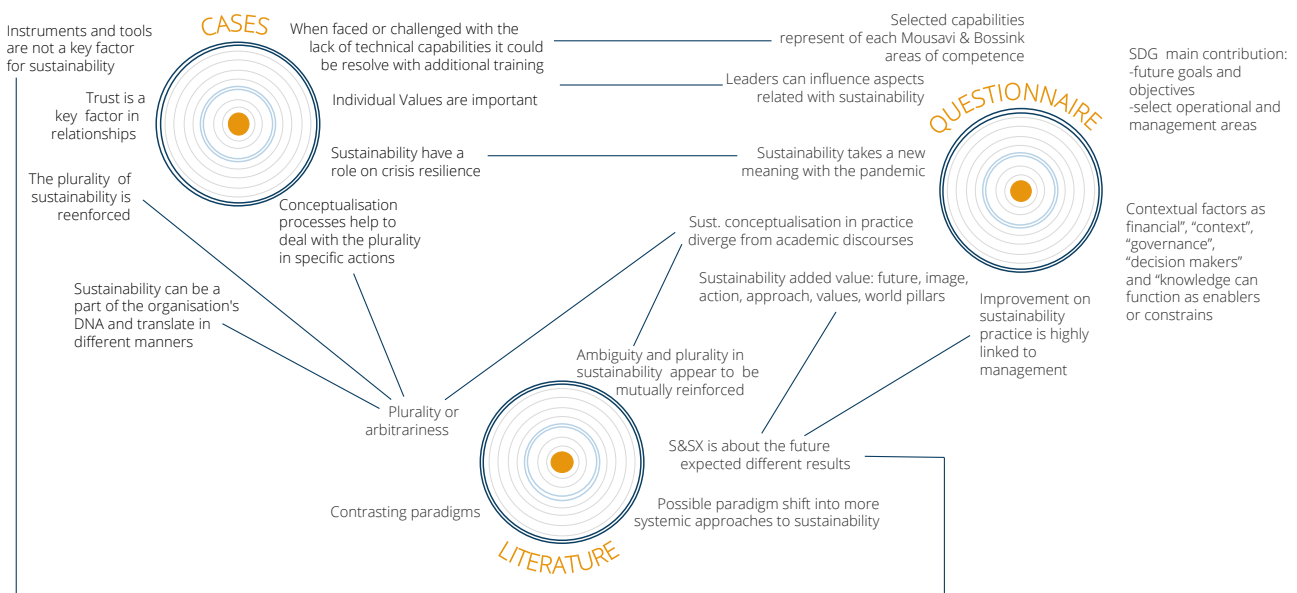 CASES
Instruments and tools
are not a key factor
for sustainability
Trust is a
key factor in
relationships
The plurality of
sustainability is
reenforced
Sustainability can be a
part of the organisation's
DNA and translate in
different manners
When faced or challenged with the
lack of technical capabilities it could
be resolve with additional training
Individual Values are important
Sustainability have a
role on crisis resilience
Conceptualisation
processes help to
deal with the plurality
in specific actions
Selected capabilities
represent of each Mousavi & Bossink
areas of competence
Leaders can influence aspects
related with sustainability
Sustainability takes a new
meaning with the pandemic
Sust. conceptualisation in practice
diverge from academic discourses
Sustainability added value: future, image,
action, approach, values, world pillars
QUESTIONNAIRE
SDG main contribution:
-future goals and
objectives
-select operational and
management areas
Contextual factors as
financial”, “context”,
“governance”,
“decision makers”
and “knowledge can
function as enablers
or constrains
Improvement on
sustainability
practice is highly
linked to
management
Ambiguity and plurality in
sustainability appear to be
mutually reinforced
Plurality or
arbitrariness
S&SX is about the future
expected different results
Contrasting paradigms
Possible paradigm shift into more
systemic approaches to sustainability
LITERATURE